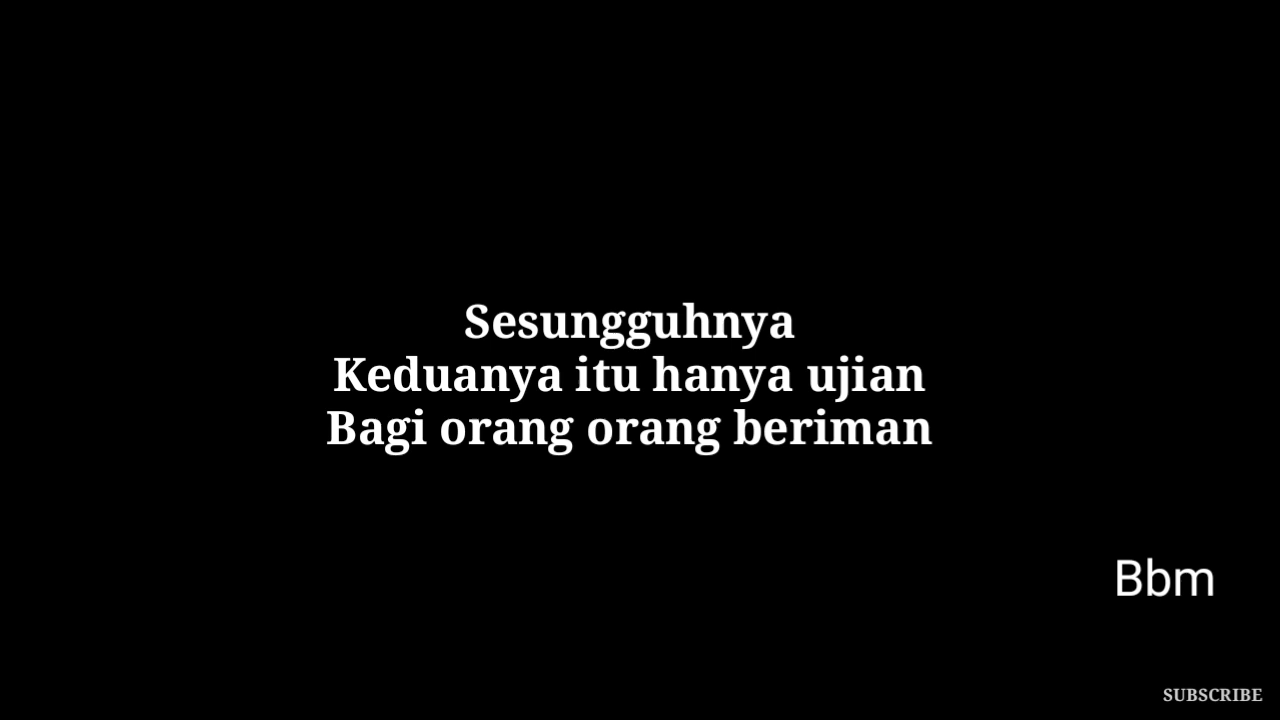 Sesungguhnya
Keduanya itu hanya ujian
Bagi orang orang beriman
Bbm
SUBSCRIBE